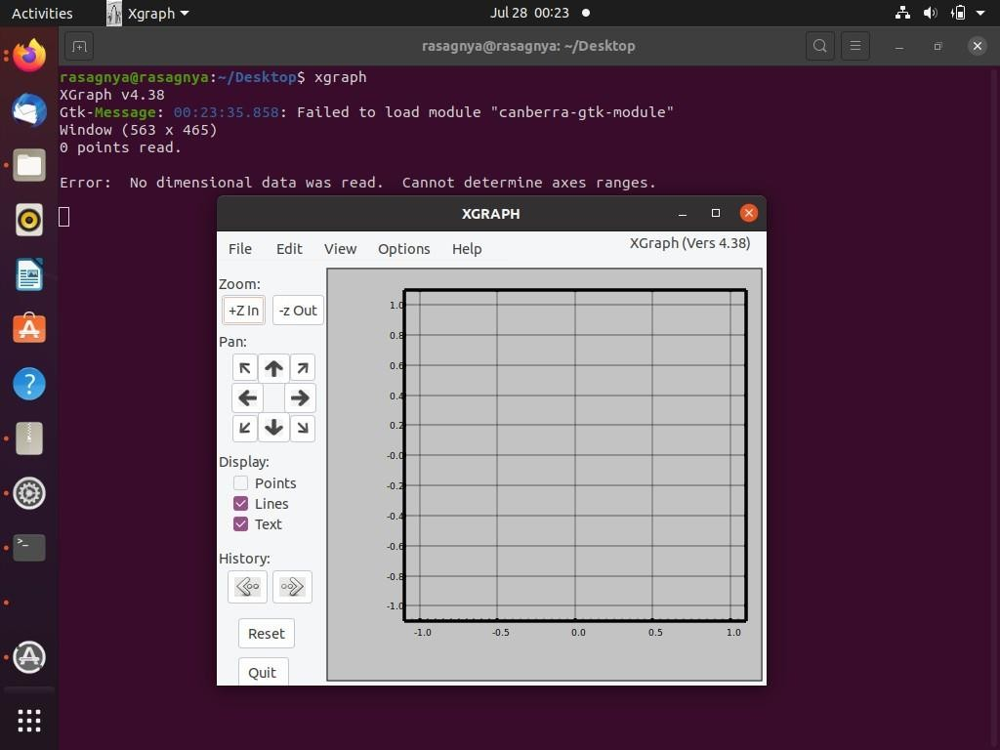 Activities Xgraph Jul 28 00:23
rasagnya@rasagnya: ~/Desktop
rasagnya@rasagnya:~/Desktop$ xgraph
XGraph v4.38
Gtk-Message: 00:23:35.858: Failed to load module "canberra-gtk-module"
Window (563 x 465)
0 points read.
Error:  No dimensional data was read.  Cannot determine axes ranges.
XGRAPH
File Edit View Options Help XGraph (Vers 4.38)
Zoom:
+Z In -z Out
Pan:
Display:
Points
Lines
Text
History:
Reset
Quit
1.0
0.8
0.6
0.4
0.2
-0.0
-0.2
-0.4
-0.6
-0.8
-1.0
-1.0 -0.5 0.0 0.5 1.0